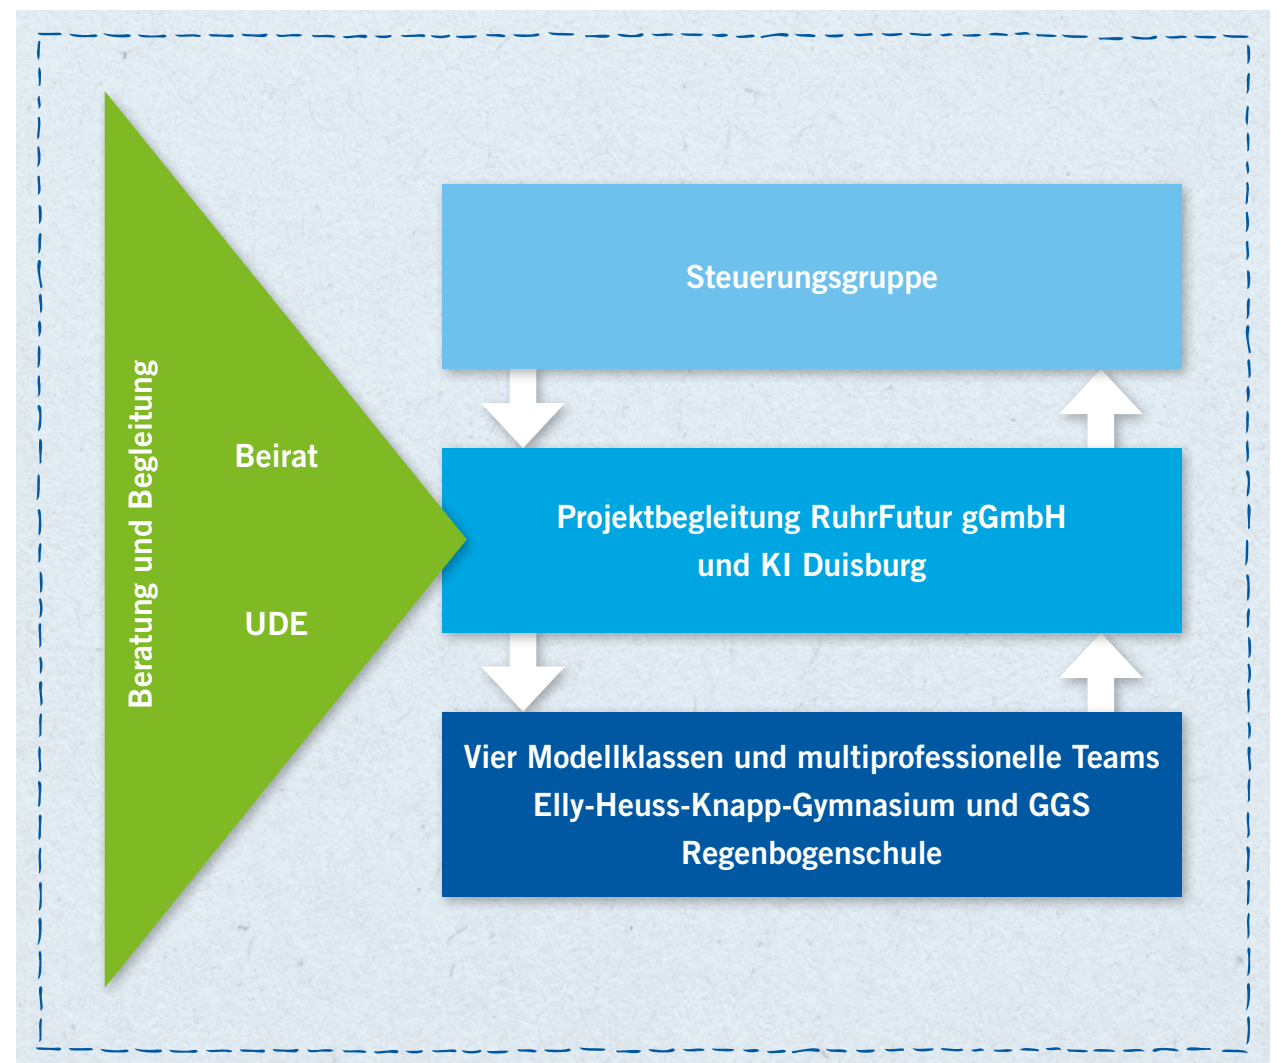 Beratung und Begleitung
Beirat
UDE
Steuerungsgruppe
Projektbegleitung RuhrFutur gGmbH
und KI Duisburg
Vier Modellklassen und multiprofessionelle Teams
Elly-Heuss-Knapp-Gymnasium und GGS
Regenbogenschule